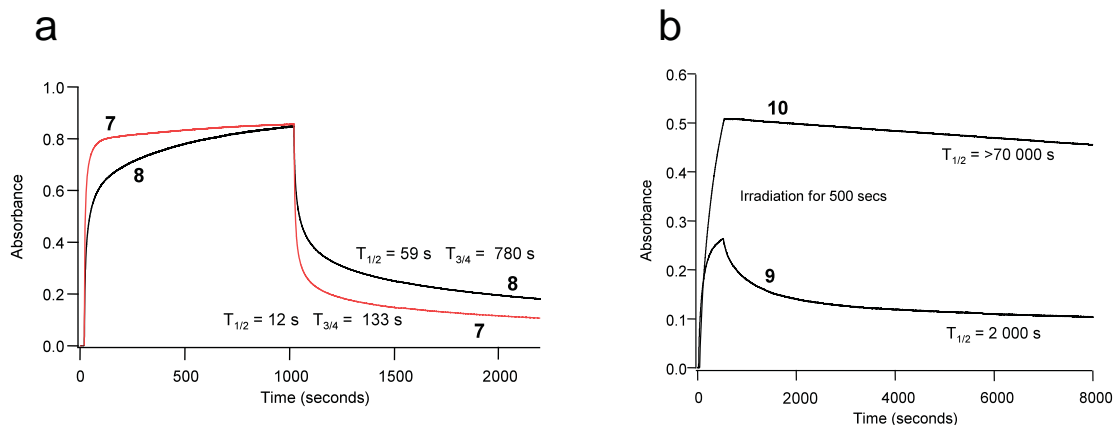 a
1.0
0.8
0.6
0.4
0.2
0.0
Absorbance
7
8
T1/2 = 59 s T3/4 = 780 s
8
T1/2 = 12 s T3/4 = 133 s
7
0 500 1000 1500 2000
Time (seconds)
b
0.6
0.5
0.4
0.3
0.2
0.1
0.0
Absorbance
10
T1/2 = >70 000 s
Irradiation for 500 secs
9
T1/2 = 2 000 s
0 2000 4000 6000 8000
Time (seconds)